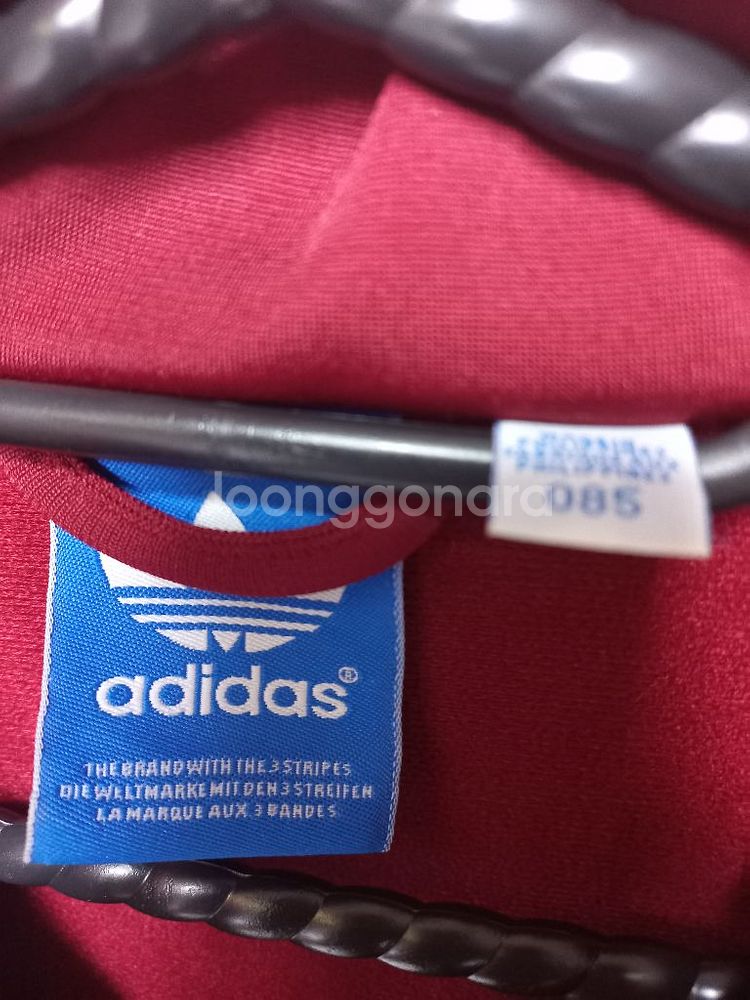 loonggonara
085
adidas®
THE BRAND WITH THE 3 STRIPES
DIE WELTMARKE MIT DEN 3 STREIFEN
LA MARQUE AUX 3 BANDES